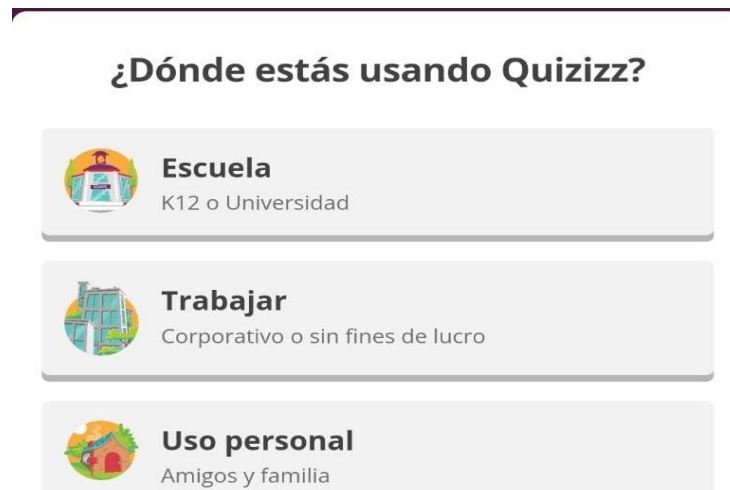 ¿Dónde estás usando Quizizz?
Escuela
K12 o Universidad
Trabajar
Corporativo o sin fines de lucro
Uso personal
Amigos y familia